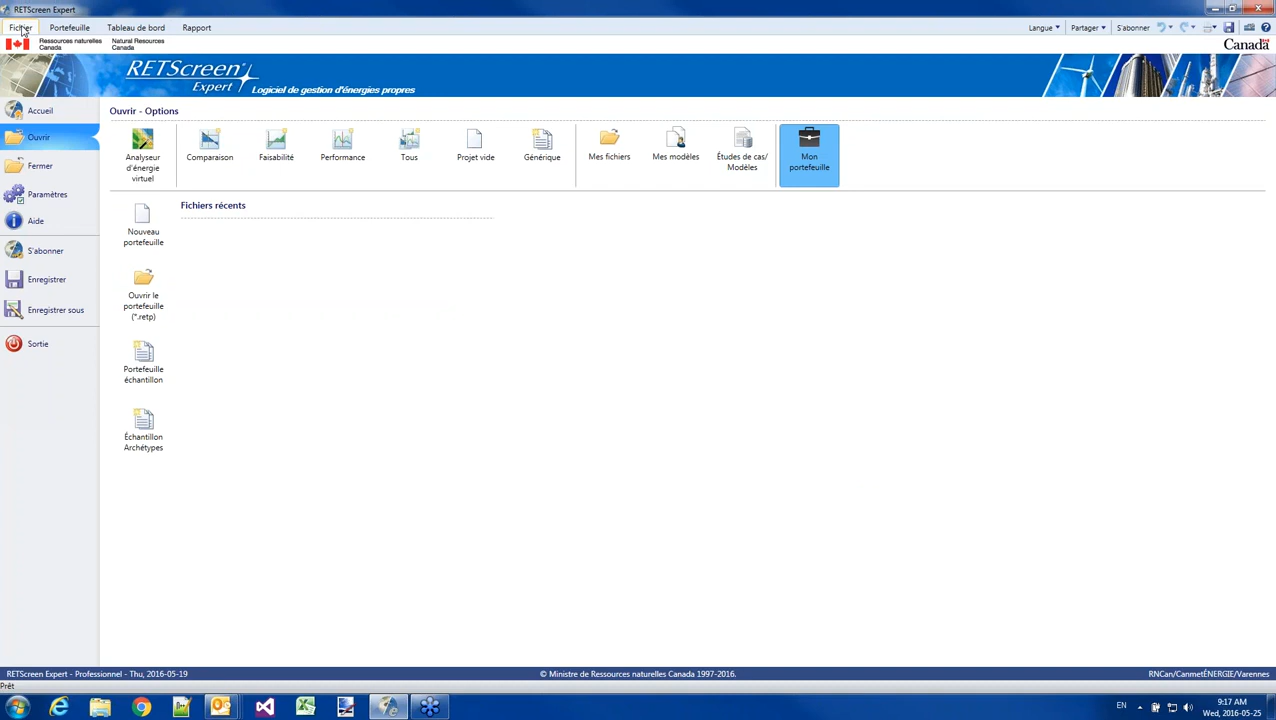 RETScreen Expert
Fichier Portefeuille Tableau de bord Rapport Langue Partager S'abonner
Ressources naturelles Canada
Natural Resources Canada
Canada
RETScreen
Expert
Logiciel de gestion d'énergies propres
Accueil
Ouvrir
Fermer
Paramètres
Aide
S'abonner
Enregistrer
Enregistrer sous
Sortie
Ouvrir - Options
Analyseur d'énergie virtuel
Comparaison
Faisabilité
Performance
Tous
Projet vide
Générique
Mes fichiers
Mes modèles
Études de cas/ Modèles
Mon portefeuille
Nouveau portefeuille
Ouvrir le portefeuille (*.retp)
Portefeuille échantillon
Échantillon Archétypes
Fichiers récents
RETScreen Expert - Professionnel - Thu, 2016-05-19
© Ministre de Ressources naturelles Canada 1997-2016.
RNCan/CanmetÉNERGIE/Varennes
Prêt
EN
9:17 AM
Wed, 2016-05-25